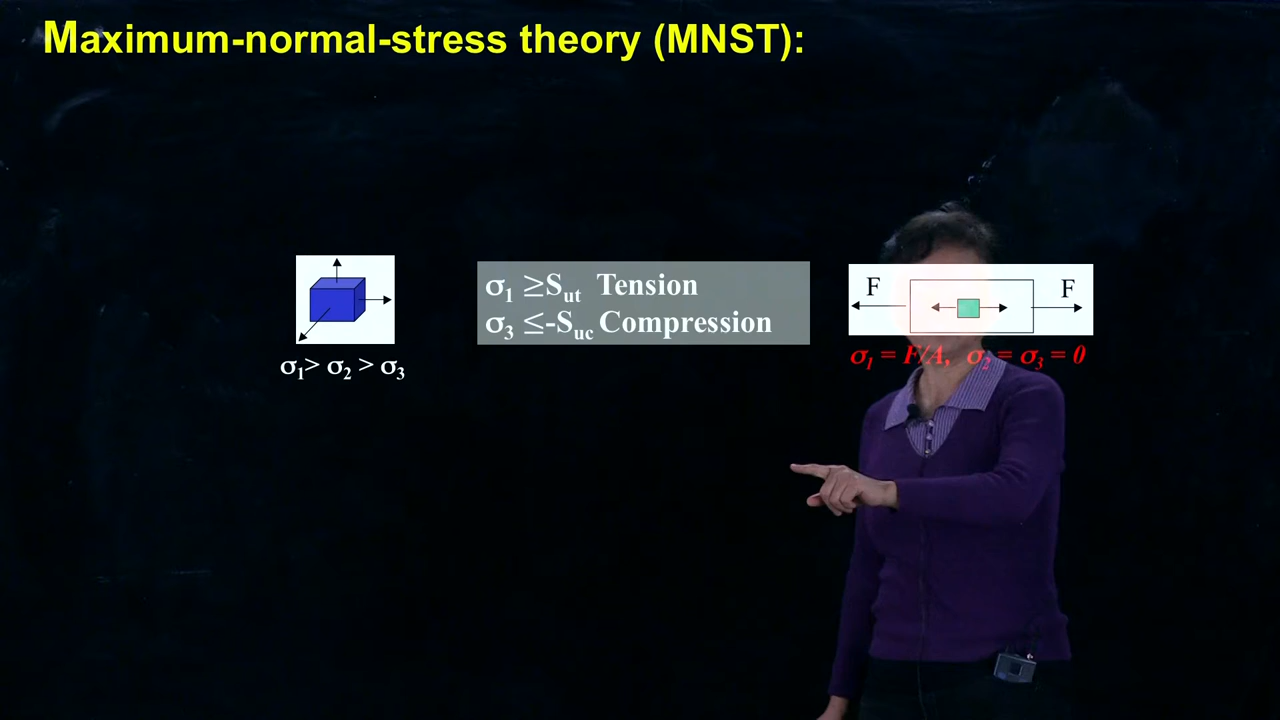 Maximum-normal-stress theory (MNST):
σ₁> σ₂ > σ₃
σ₁ ≥Sut Tension
σ₃ ≤-Suc Compression
F F
σ₁ = F/A, σ₂ = σ₃ = 0